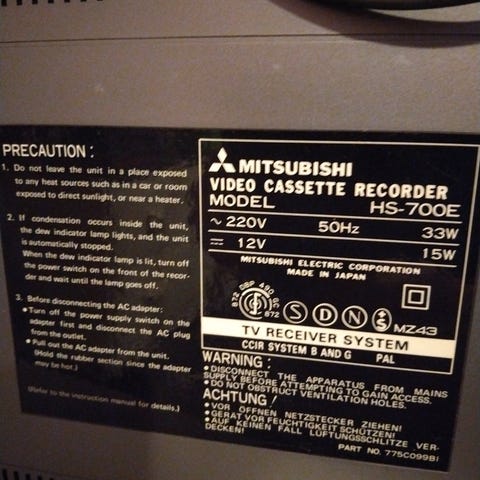 PRECAUTION:
1. Do not leave the unit in a place exposed
to any heat sources such as in a car or room
exposed to direct sunlight, or near a heater.
2. If condensation occurs inside the unit,
the dew indicator lamp lights, and the unit
is automatically stopped.
When the dew indicator lamp is lit, turn off
the power switch on the front of the recor-
der and wait until the lamp goes off.
3. Before disconnecting the AC adapter:
• Turn off the power supply switch on the
adapter first and disconnect the AC plug
from the outlet.
• Pull out the AC adapter from the unit.
(Hold the rubber section since the adapter
may be hot.)
(Refer to the instruction manual for details.)
MITSUBISHI
VIDEO CASSETTE RECORDER
MODEL HS-700E
~ 220V 50Hz 33W
⎓ 12V 15W
MITSUBISHI ELECTRIC CORPORATION
MADE IN JAPAN
S D N MZ43
TV RECEIVER SYSTEM
CCIR SYSTEM B AND G PAL
WARNING:
• DISCONNECT THE APPARATUS FROM MAINS
SUPPLY BEFORE ATTEMPTING TO GAIN ACCESS.
• DO NOT OBSTRUCT VENTILATION HOLES.
ACHTUNG!
• VOR ÖFFNEN NETZSTECKER ZIEHEN!
• GERÄT VOR FEUCHTIGKEIT SCHÜTZEN!
• AUF KEINEN FALL LÜFTUNGSSCHLITZE VER-
DECKEN!
PART NO. 775C099B1